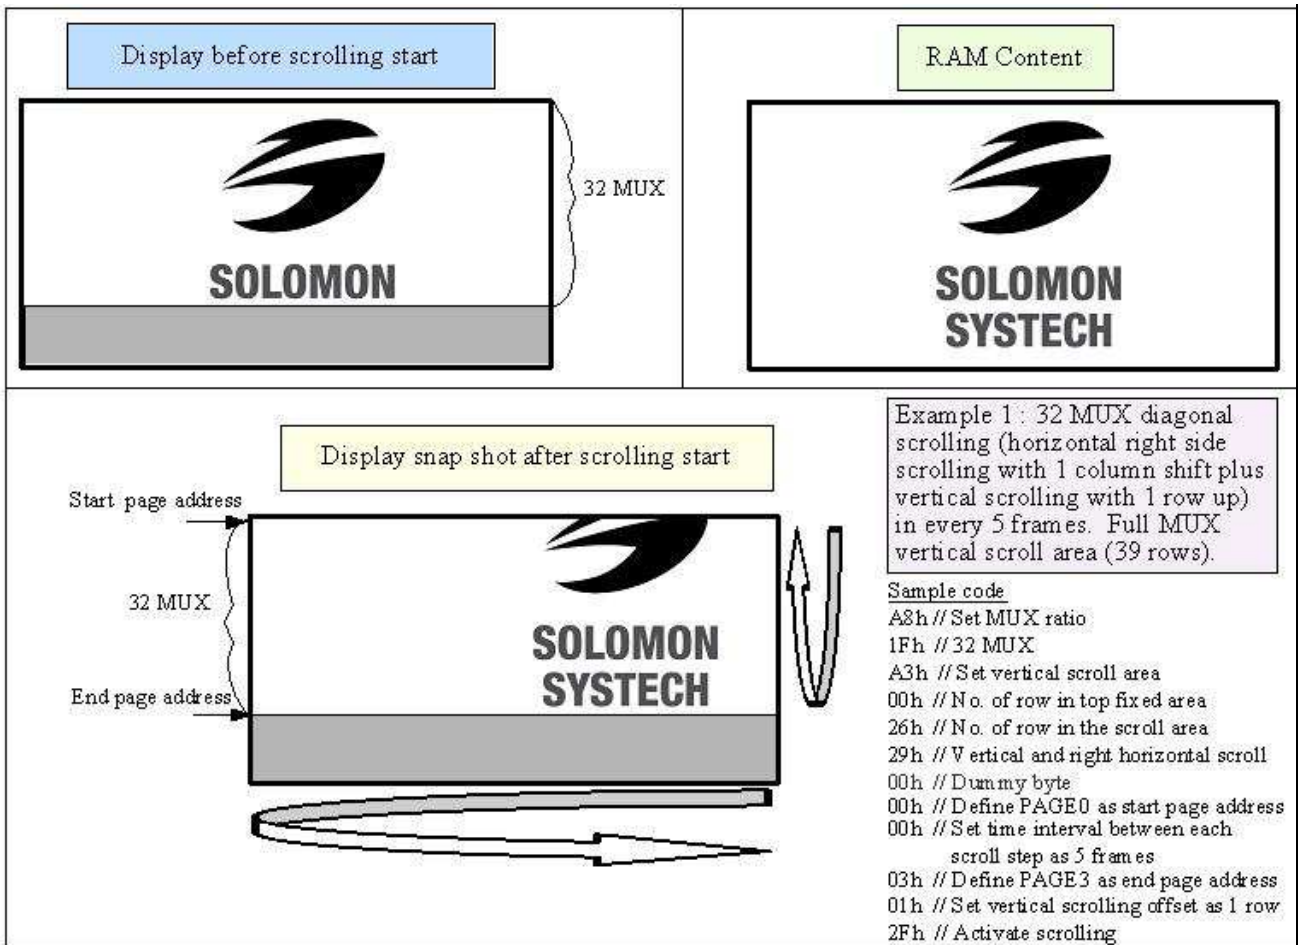 Display before scrolling start
RAM Content
32 MUX
SOLOMON
SOLOMON
SYSTECH
Display snap shot after scrolling start
Start page address
32 MUX
End page address
SOLOMON
SYSTECH
Example 1 : 32 MUX diagonal
scrolling (horizontal right side
scrolling with 1 column shift plus
vertical scrolling with 1 row up)
in every 5 frames. Full MUX
vertical scroll area (39 rows).
Sample code
A8h // Set MUX ratio
1Fh // 32 MUX
A3h // Set vertical scroll area
00h // No. of row in top fixed area
26h // No. of row in the scroll area
29h // Vertical and right horizontal scroll
00h // Dummy byte
00h // Define PAGE0 as start page address
00h // Set time interval between each
scroll step as 5 frames
03h // Define PAGE3 as end page address
01h // Set vertical scrolling offset as 1 row
2Fh // Activate scrolling